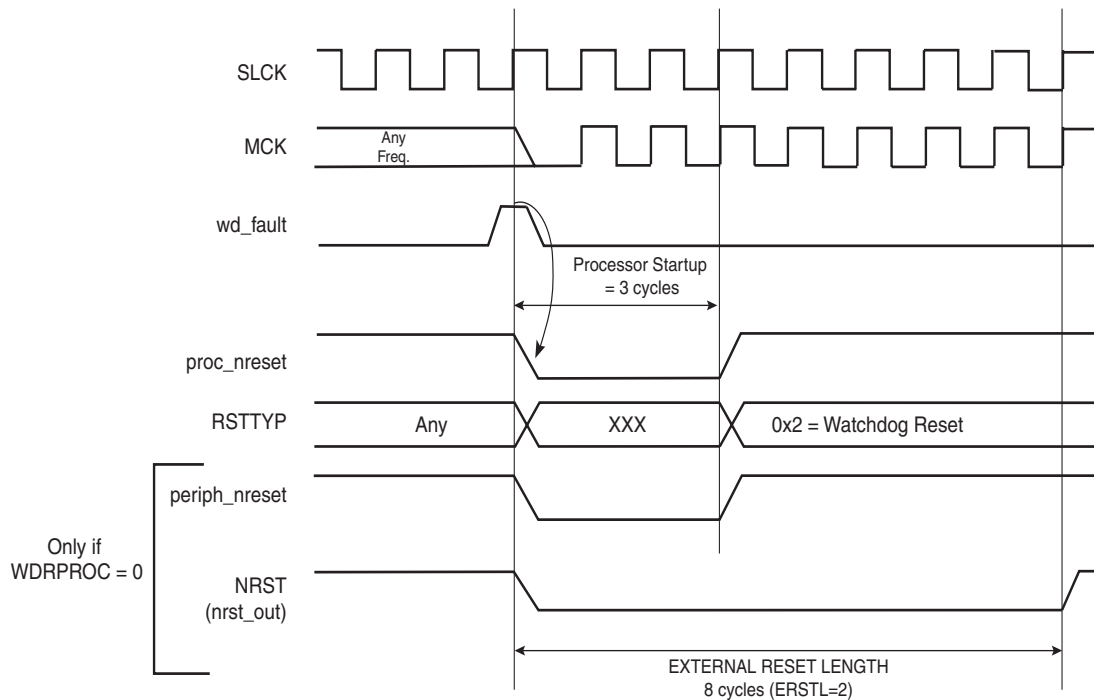 SLCK
MCK
Any
Freq.
wd_fault
Processor Startup
= 3 cycles
proc_nreset
RSTTYP
Any
XXX
0x2 = Watchdog Reset
periph_nreset
Only if
WDRPROC = 0
NRST
(nrst_out)
EXTERNAL RESET LENGTH
8 cycles (ERSTL=2)